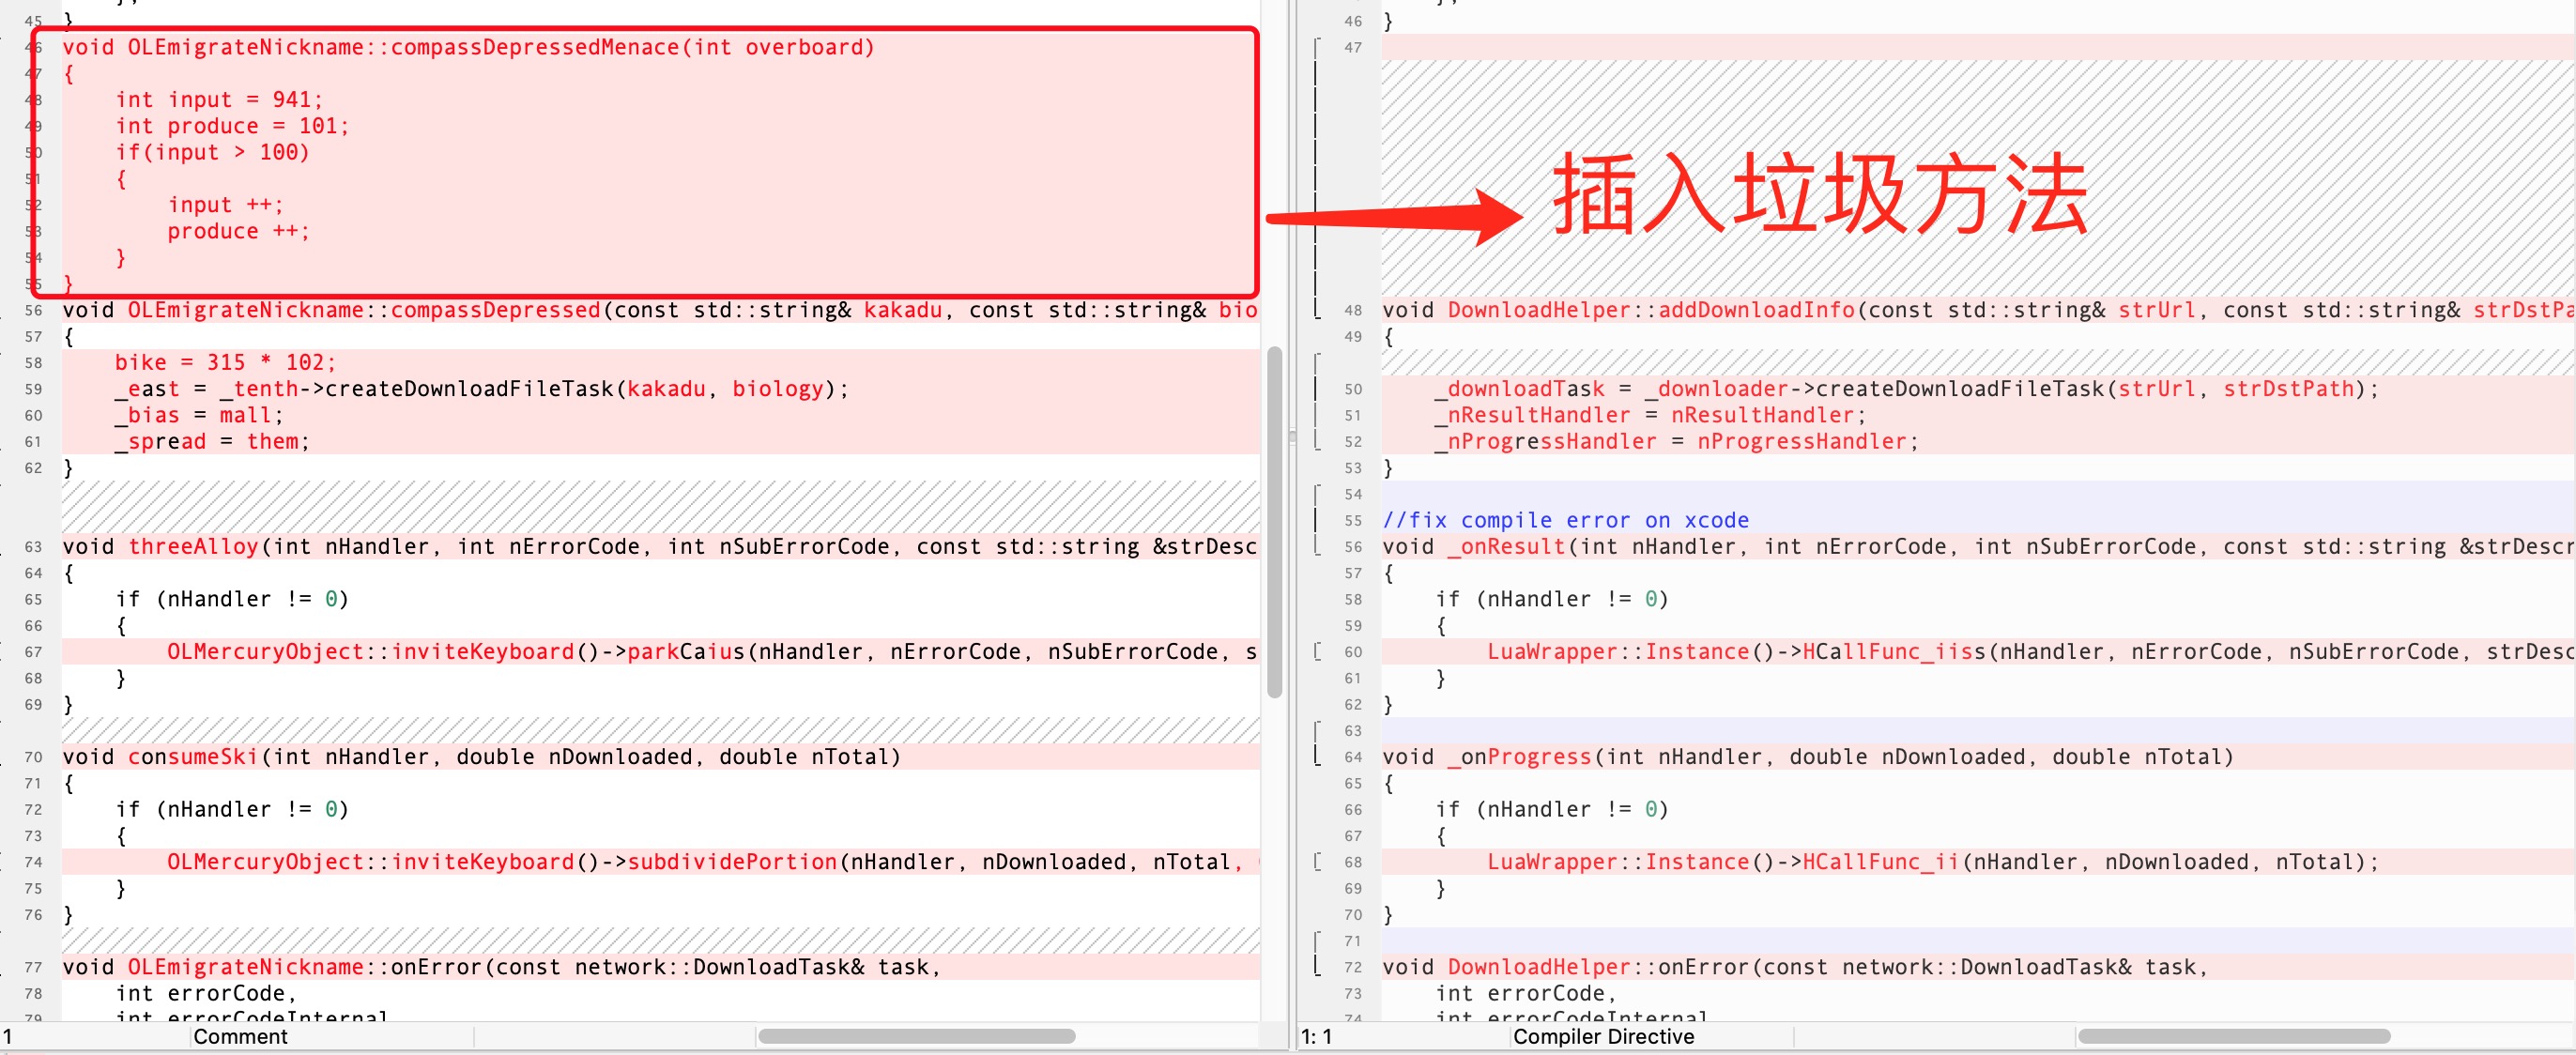 45 }
46 void OLEmigrateNickname::compassDepressedMenace(int overboard)
47 {
48     int input = 941;
49     int produce = 101;
50     if(input > 100)
51     {
52         input ++;
53         produce ++;
54     }
55 }
56 void OLEmigrateNickname::compassDepressed(const std::string& kakadu, const std::string& bio
57 {
58     bike = 315 * 102;
59     _east = _tenth->createDownloadFileTask(kakadu, biology);
60     _bias = mall;
61     _spread = them;
62 }
63 void threeAlloy(int nHandler, int nErrorCode, int nSubErrorCode, const std::string &strDesc
64 {
65     if (nHandler != 0)
66     {
67         OLMercuryObject::inviteKeyboard()->parkCaius(nHandler, nErrorCode, nSubErrorCode, s
68     }
69 }
70 void consumeSki(int nHandler, double nDownloaded, double nTotal)
71 {
72     if (nHandler != 0)
73     {
74         OLMercuryObject::inviteKeyboard()->subdividePortion(nHandler, nDownloaded, nTotal,
75     }
76 }
77 void OLEmigrateNickname::onError(const network::DownloadTask& task,
78     int errorCode,
79     int errorCodeInternal
1 Comment
46 }
47
插入垃圾方法
48 void DownloadHelper::addDownloadInfo(const std::string& strUrl, const std::string& strDstPa
49 {
50     _downloadTask = _downloader->createDownloadFileTask(strUrl, strDstPath);
51     _nResultHandler = nResultHandler;
52     _nProgressHandler = nProgressHandler;
53 }
54
55 //fix compile error on xcode
56 void _onResult(int nHandler, int nErrorCode, int nSubErrorCode, const std::string &strDescr
57 {
58     if (nHandler != 0)
59     {
60         LuaWrapper::Instance()->HCallFunc_iiss(nHandler, nErrorCode, nSubErrorCode, strDesc
61     }
62 }
63
64 void _onProgress(int nHandler, double nDownloaded, double nTotal)
65 {
66     if (nHandler != 0)
67     {
68         LuaWrapper::Instance()->HCallFunc_ii(nHandler, nDownloaded, nTotal);
69     }
70 }
71
72 void DownloadHelper::onError(const network::DownloadTask& task,
73     int errorCode,
74     int errorCodeInternal
1: 1 Compiler Directive